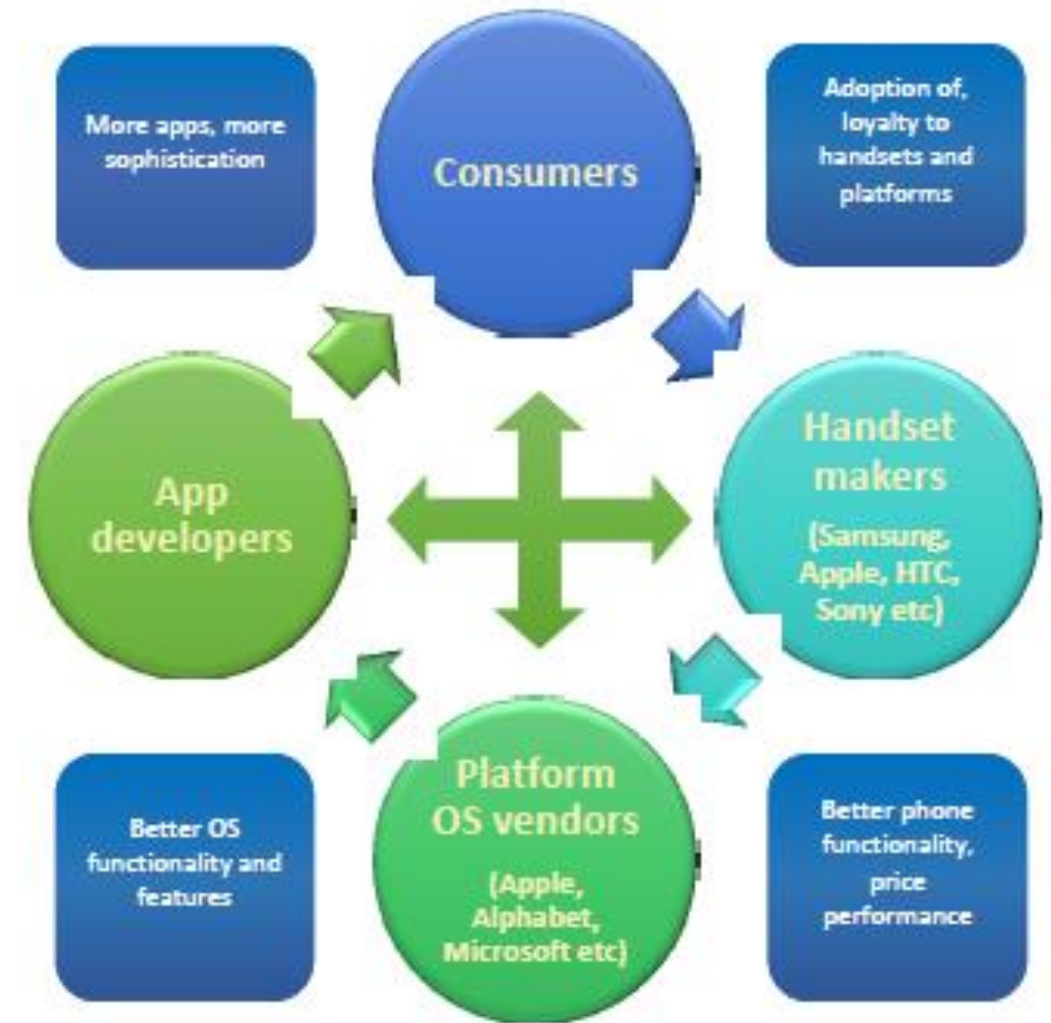 More apps, more
sophistication
Consumers
Adoption of,
loyalty to
handsets and
platforms
App
developers
Handset
makers
(Samsung,
Apple, HTC,
Sony etc)
Better OS
functionality and
features
Platform
OS vendors
(Apple,
Alphabet,
Microsoft etc)
Better phone
functionality,
price
performance